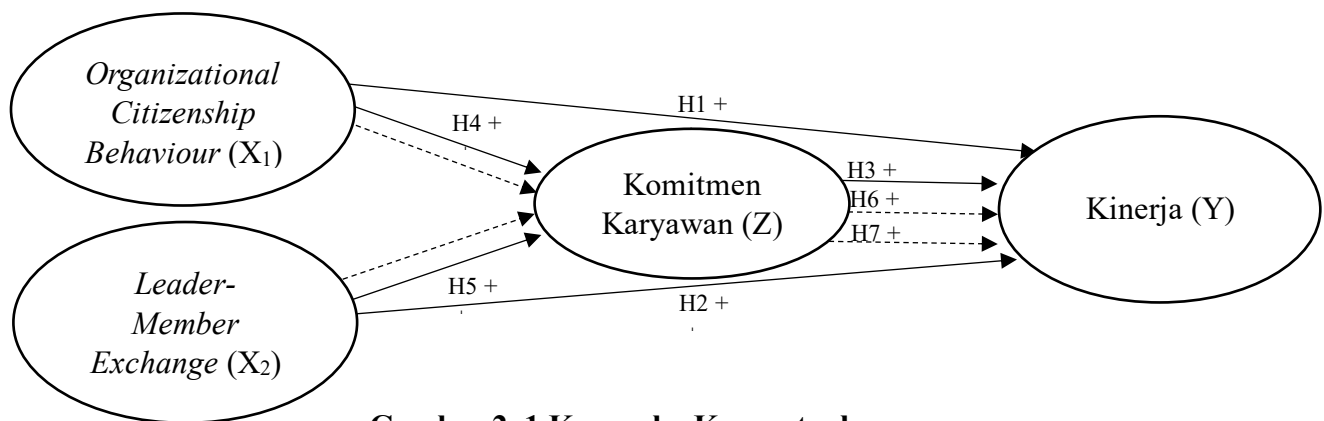 Organizational
Citizenship
Behaviour (X₁)
H1 +
H4 +
Komitmen
Karyawan (Z)
H3 +
H6 +
H7 +
Kinerja (Y)
Leader-
Member
Exchange (X₂)
H5 +
H2 +